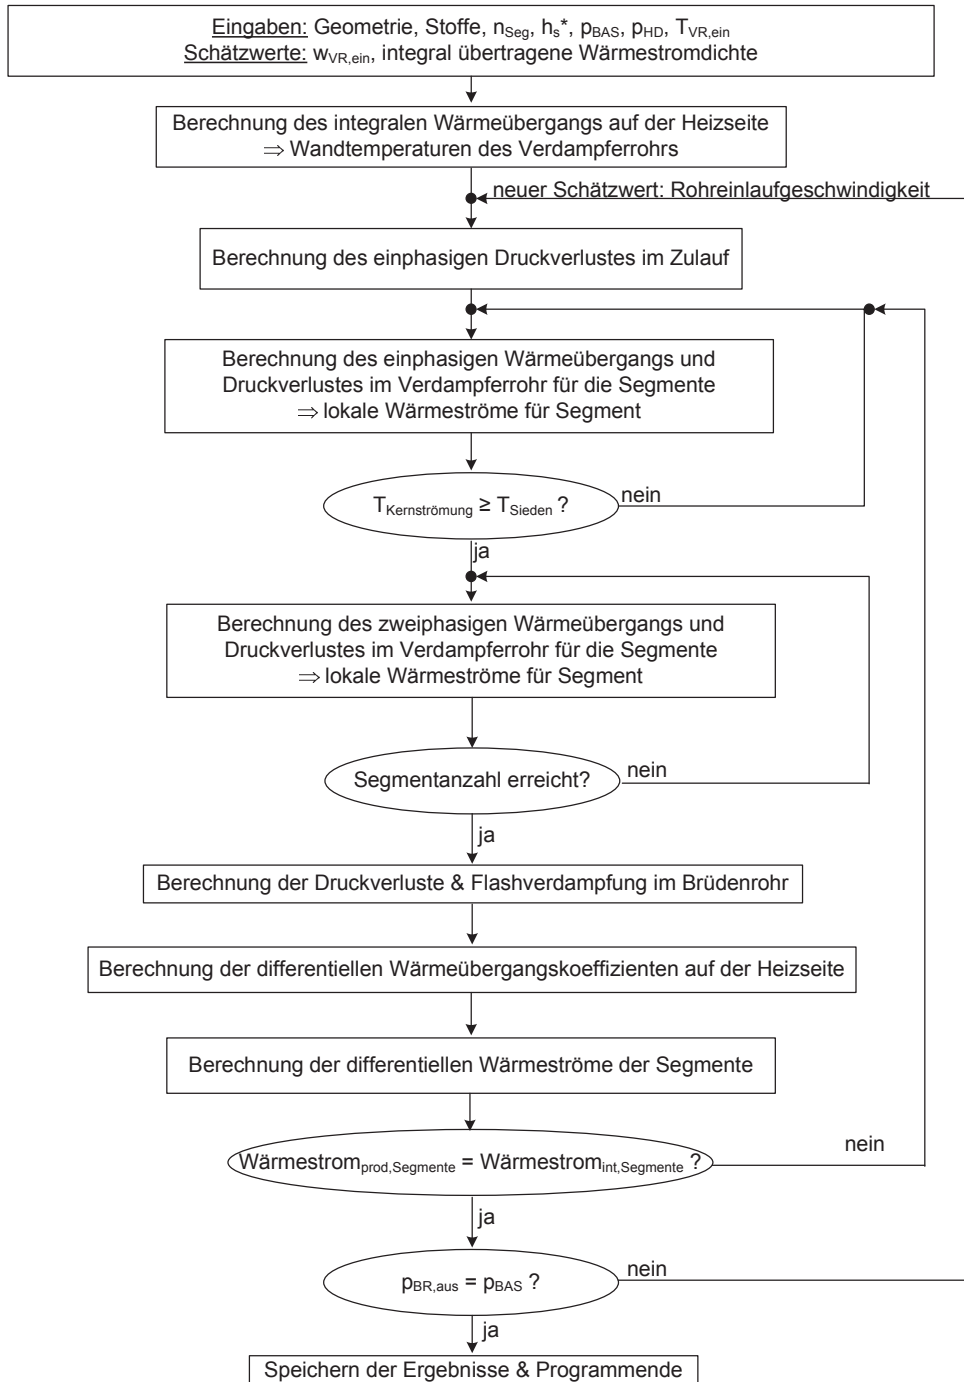 Eingaben: Geometrie, Stoffe, nSeg, hs*, pBAS, pHD, TVR,ein
Schätzwerte: wVR,ein, integral übertragene Wärmestromdichte
Berechnung des integralen Wärmeübergangs auf der Heizseite
⇒ Wandtemperaturen des Verdampferrohrs
neuer Schätzwert: Rohreinlaufgeschwindigkeit
Berechnung des einphasigen Druckverlustes im Zulauf
Berechnung des einphasigen Wärmeübergangs und
Druckverlustes im Verdampferrohr für die Segmente
⇒ lokale Wärmeströme für Segment
TKernströmung ≥ TSieden ?
nein
ja
Berechnung des zweiphasigen Wärmeübergangs und
Druckverlustes im Verdampferrohr für die Segmente
⇒ lokale Wärmeströme für Segment
Segmentanzahl erreicht?
nein
ja
Berechnung der Druckverluste & Flashverdampfung im Brüdenrohr
Berechnung der differentiellen Wärmeübergangskoeffizienten auf der Heizseite
Berechnung der differentiellen Wärmeströme der Segmente
Wärmestromprod,Segmente = Wärmestromint,Segmente ?
nein
ja
pBR,aus = pBAS ?
nein
ja
Speichern der Ergebnisse & Programmende